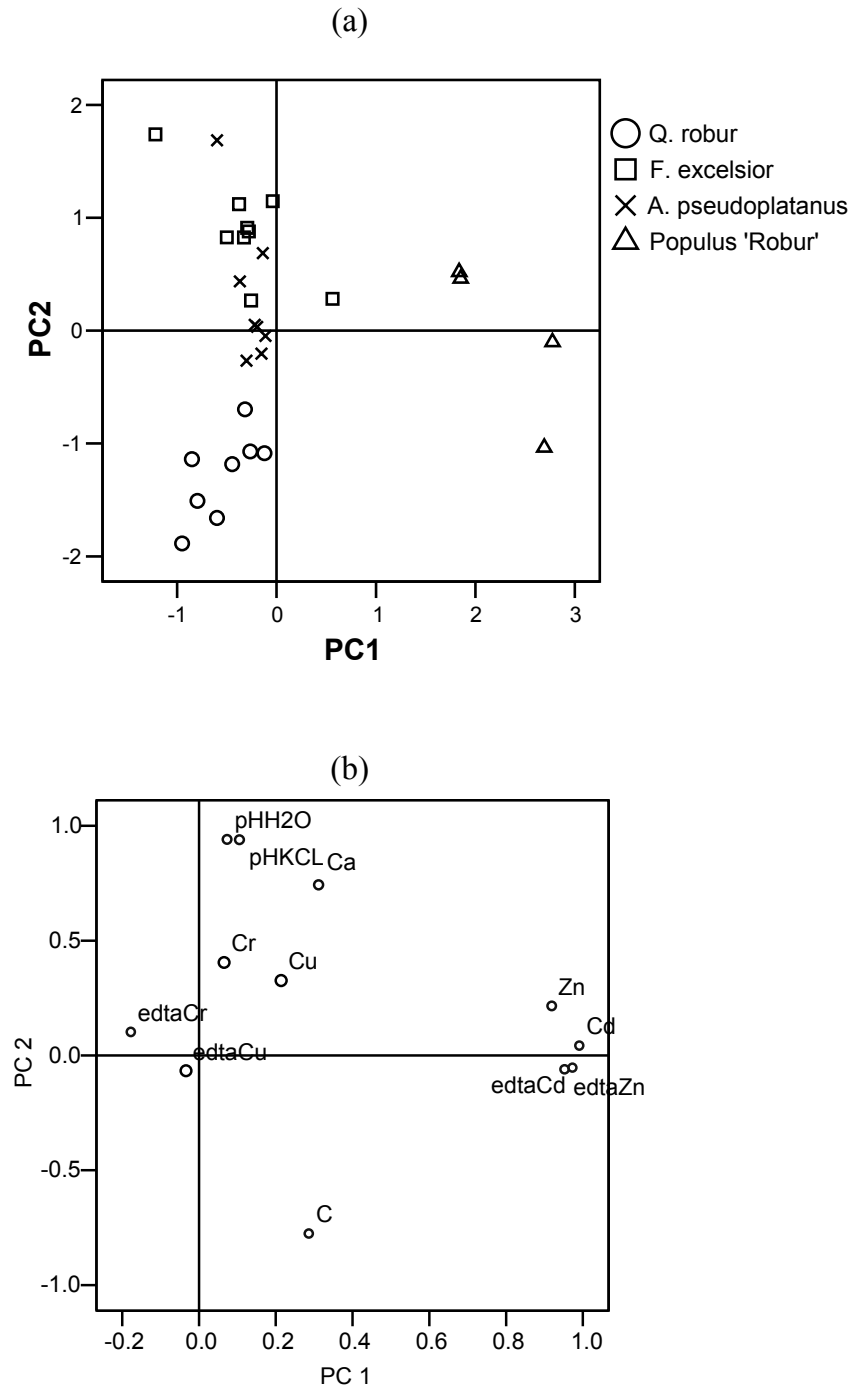 (a)
2
1
0
-1
-2
PC2
-1
0
1
2
3
PC1
Q. robur
F. excelsior
A. pseudoplatanus
Populus 'Robur'
(b)
1.0
0.5
0.0
-0.5
-1.0
PC 2
pHH2O
pHKCL
Ca
Cr
Cu
edtaCr
edtaCu
Zn
Cd
edtaCd
edtaZn
C
-0.2
0.0
0.2
0.4
0.6
0.8
1.0
PC 1